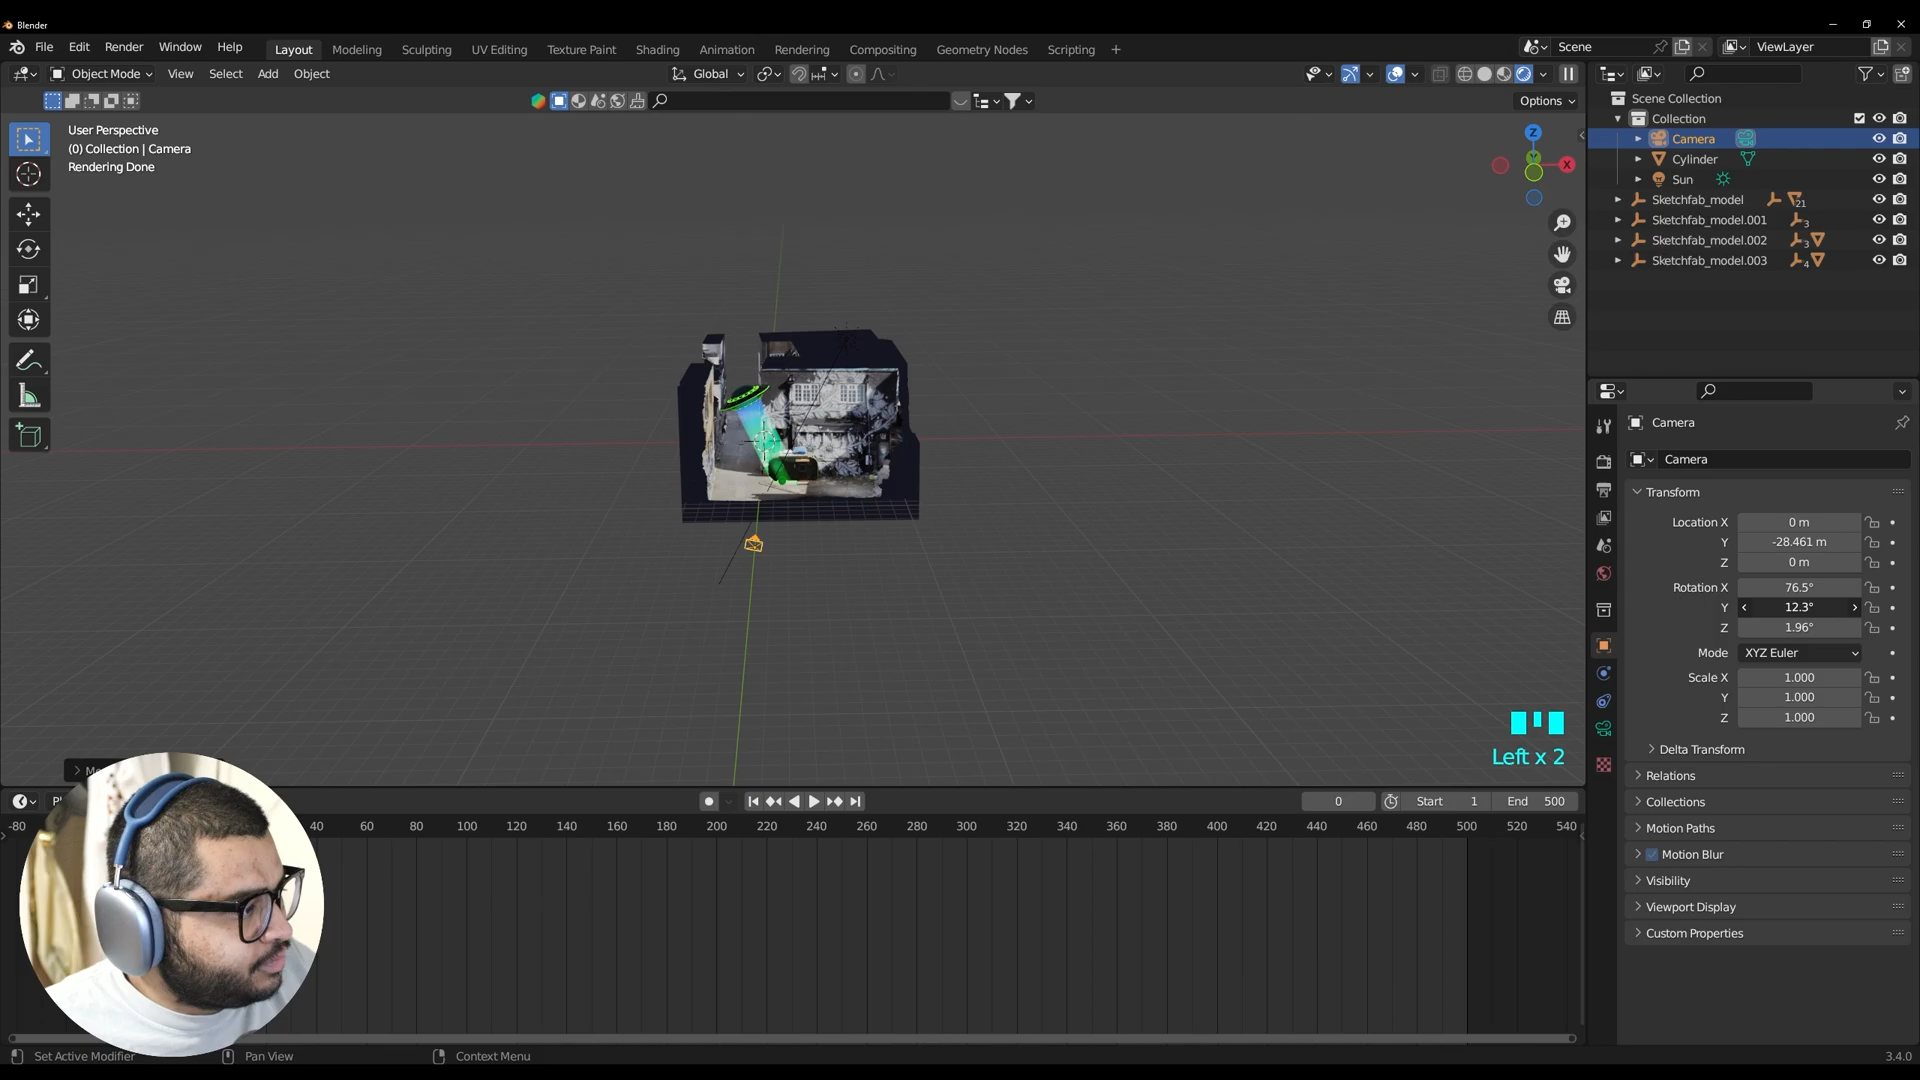 Blender
File Edit Render Window Help
Layout Modeling Sculpting UV Editing Texture Paint Shading Animation Rendering Compositing Geometry Nodes Scripting +
Scene
ViewLayer
Object Mode View Select Add Object
Global
Options
User Perspective
(0) Collection | Camera
Rendering Done
Z
Y
X
Left x 2
Scene Collection
Collection
Camera
Cylinder
Sun
Sketchfab_model 21
Sketchfab_model.001 3
Sketchfab_model.002 3
Sketchfab_model.003 4
Camera
Camera
Transform
Location X 0 m
Y -28.461 m
Z 0 m
Rotation X 76.5°
Y 12.3°
Z 1.96°
Mode XYZ Euler
Scale X 1.000
Y 1.000
Z 1.000
Delta Transform
Relations
Collections
Motion Paths
Motion Blur
Visibility
Viewport Display
Custom Properties
0 Start 1 End 500
-80 40 60 80 100 120 140 160 180 200 220 240 260 280 300 320 340 360 380 400 420 440 460 480 500 520 540
Set Active Modifier Pan View Context Menu
3.4.0